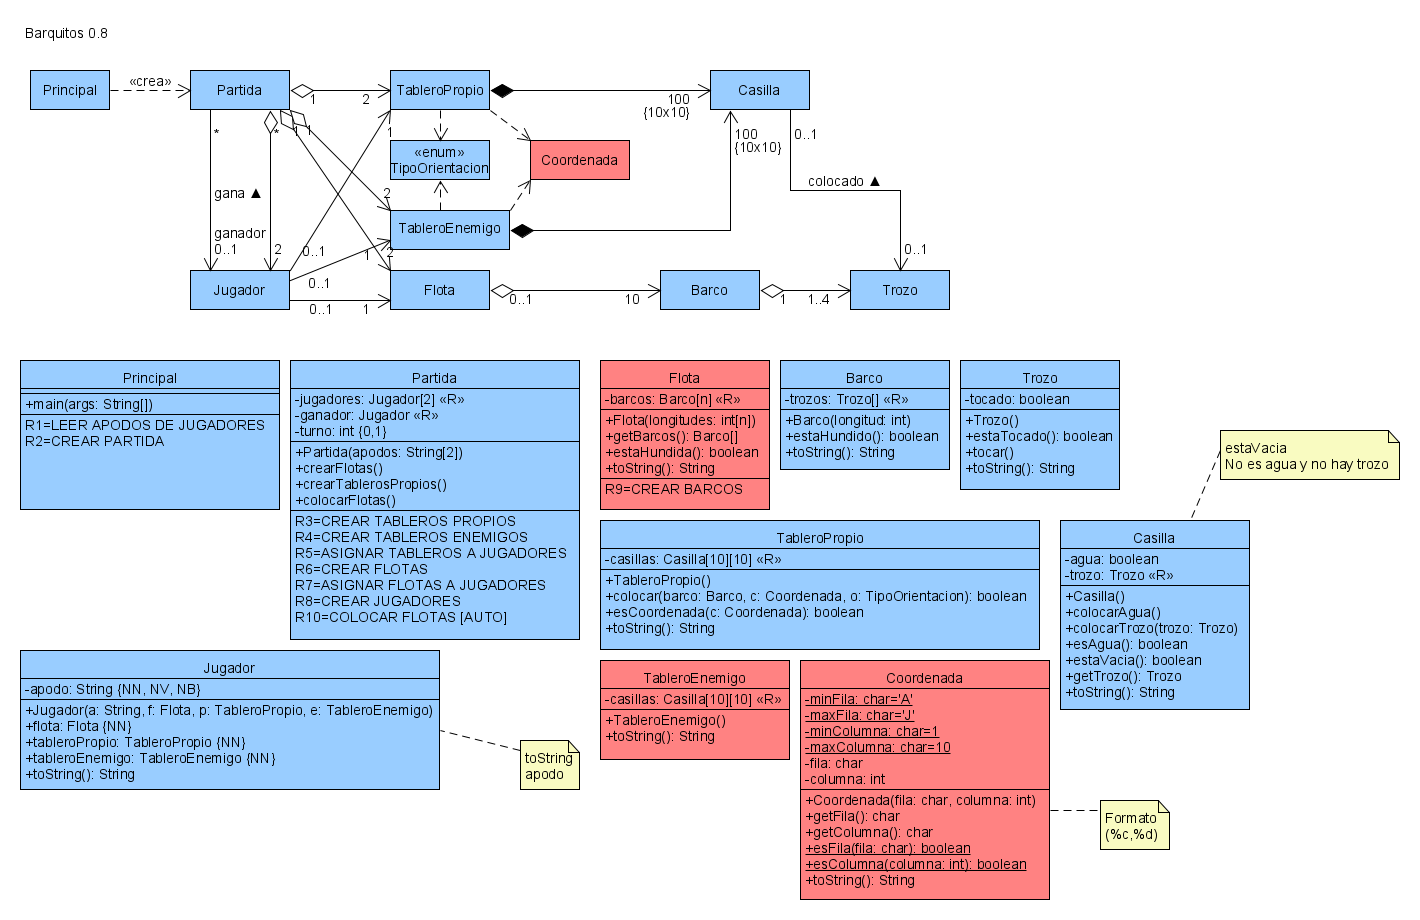 Barquitos 0.8
Principal
«crea»
Partida
1
2
TableroPropio
100
{10x10}
Casilla
*
*
1
1
1
«enum»
TipoOrientacion
Coordenada
100
{10x10}
0..1
colocado ▲
gana ▲
2
TableroEnemigo
ganador
0..1
2
0..1
1
2
0..1
0..1
Jugador
0..1
1
Flota
0..1
10
Barco
1
1..4
Trozo
Principal
+main(args: String[])
R1=LEER APODOS DE JUGADORES
R2=CREAR PARTIDA
Partida
-jugadores: Jugador[2] «R»
-ganador: Jugador «R»
-turno: int {0,1}
+Partida(apodos: String[2])
+crearFlotas()
+crearTablerosPropios()
+colocarFlotas()
R3=CREAR TABLEROS PROPIOS
R4=CREAR TABLEROS ENEMIGOS
R5=ASIGNAR TABLEROS A JUGADORES
R6=CREAR FLOTAS
R7=ASIGNAR FLOTAS A JUGADORES
R8=CREAR JUGADORES
R10=COLOCAR FLOTAS [AUTO]
Flota
-barcos: Barco[n] «R»
+Flota(longitudes: int[n])
+getBarcos(): Barco[]
+estaHundida(): boolean
+toString(): String
R9=CREAR BARCOS
Barco
-trozos: Trozo[] «R»
+Barco(longitud: int)
+estaHundido(): boolean
+toString(): String
Trozo
-tocado: boolean
+Trozo()
+estaTocado(): boolean
+tocar()
+toString(): String
estaVacia
No es agua y no hay trozo
TableroPropio
-casillas: Casilla[10][10] «R»
+TableroPropio()
+colocar(barco: Barco, c: Coordenada, o: TipoOrientacion): boolean
+esCoordenada(c: Coordenada): boolean
+toString(): String
Casilla
-agua: boolean
-trozo: Trozo «R»
+Casilla()
+colocarAgua()
+colocarTrozo(trozo: Trozo)
+esAgua(): boolean
+estaVacia(): boolean
+getTrozo(): Trozo
+toString(): String
Jugador
-apodo: String {NN, NV, NB}
+Jugador(a: String, f: Flota, p: TableroPropio, e: TableroEnemigo)
+flota: Flota {NN}
+tableroPropio: TableroPropio {NN}
+tableroEnemigo: TableroEnemigo {NN}
+toString(): String
toString
apodo
TableroEnemigo
-casillas: Casilla[10][10] «R»
+TableroEnemigo()
+toString(): String
Coordenada
-minFila: char='A'
-maxFila: char='J'
-minColumna: char=1
-maxColumna: char=10
-fila: char
-columna: int
+Coordenada(fila: char, columna: int)
+getFila(): char
+getColumna(): char
+esFila(fila: char): boolean
+esColumna(columna: int): boolean
+toString(): String
Formato
(%c,%d)